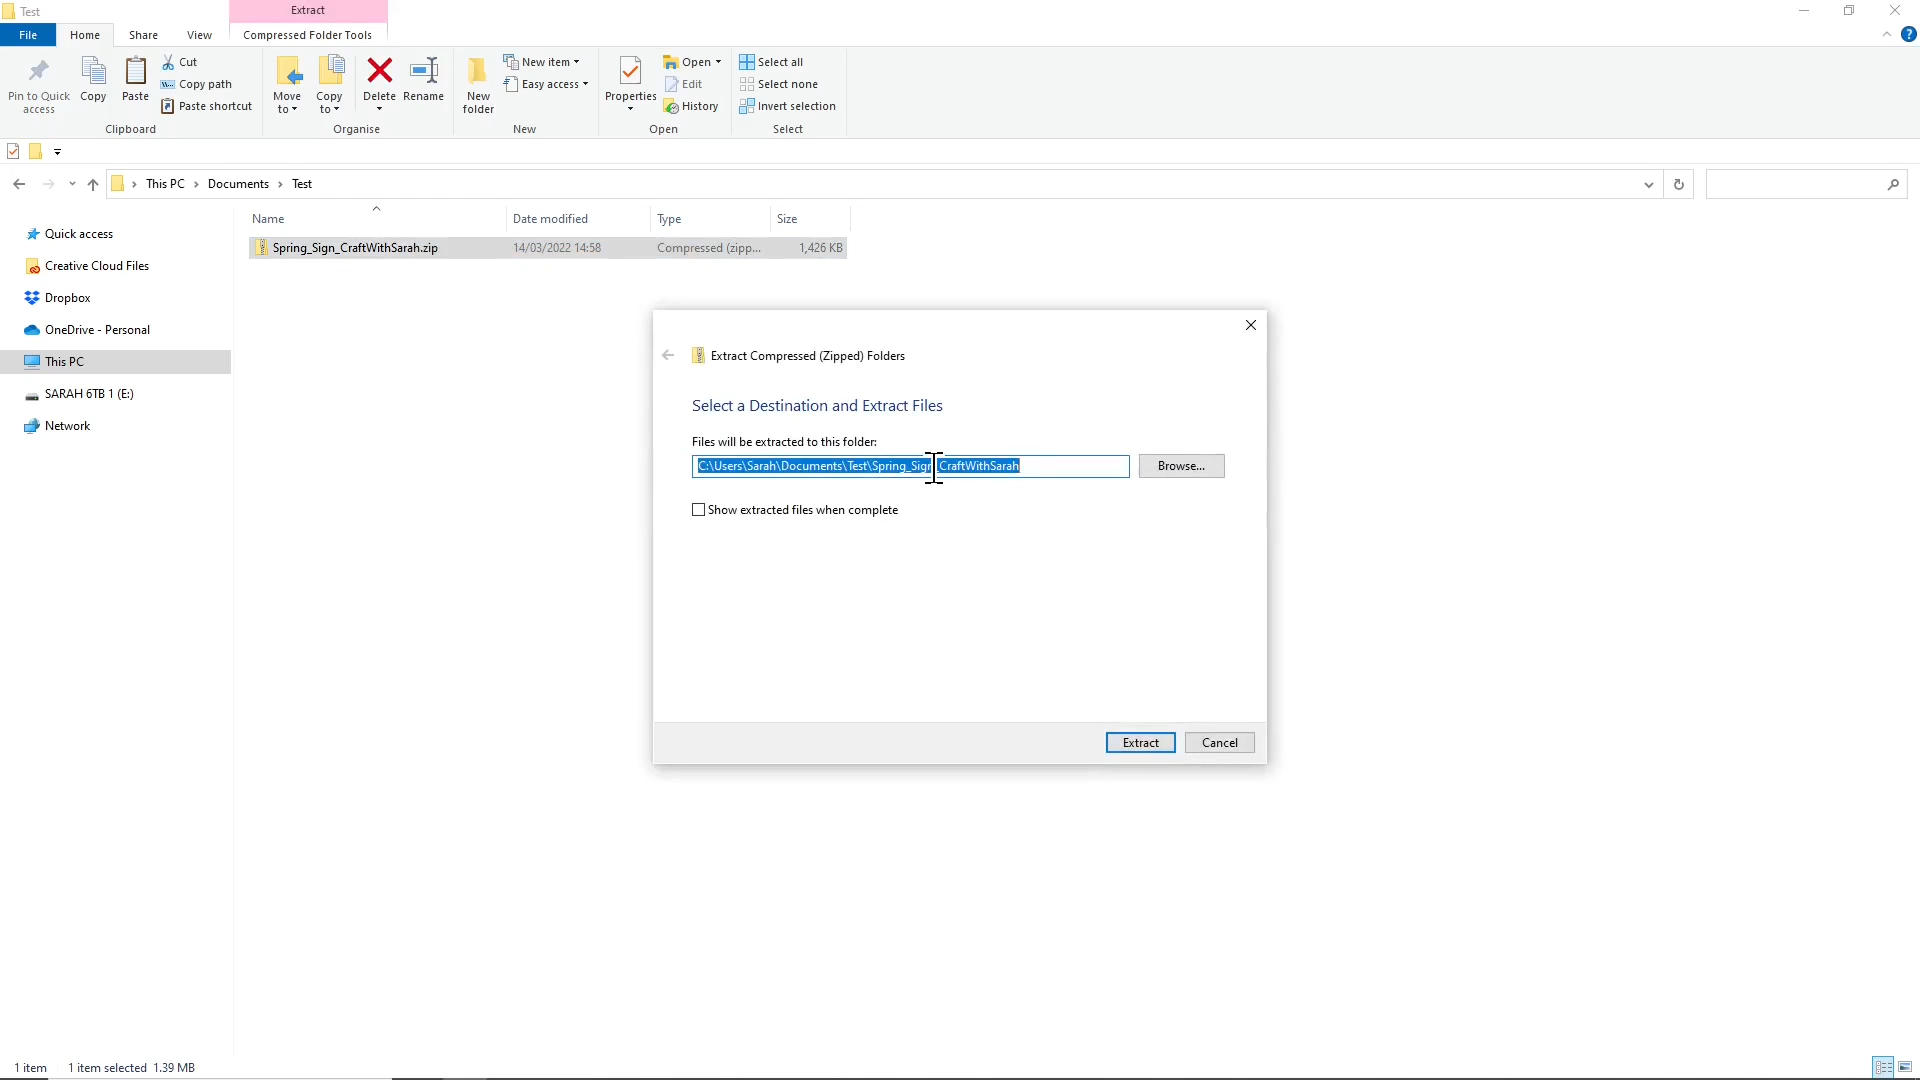 Test
Extract
File Home Share View Compressed Folder Tools
Pin to Quick access
Copy
Paste
Cut
Copy path
Paste shortcut
Clipboard
Move to
Copy to
Delete
Rename
Organise
New folder
New item
Easy access
New
Properties
Open
Edit
History
Open
Select all
Select none
Invert selection
Select
This PC > Documents > Test
Name Date modified Type Size
Spring_Sign_CraftWithSarah.zip 14/03/2022 14:58 Compressed (zipp... 1,426 KB
Quick access
Creative Cloud Files
Dropbox
OneDrive - Personal
This PC
SARAH 6TB 1 (E:)
Network
Extract Compressed (Zipped) Folders
Select a Destination and Extract Files
Files will be extracted to this folder:
C:\Users\Sarah\Documents\Test\Spring_Sign_CraftWithSarah
Browse...
Show extracted files when complete
Extract Cancel
1 item 1 item selected 1.39 MB